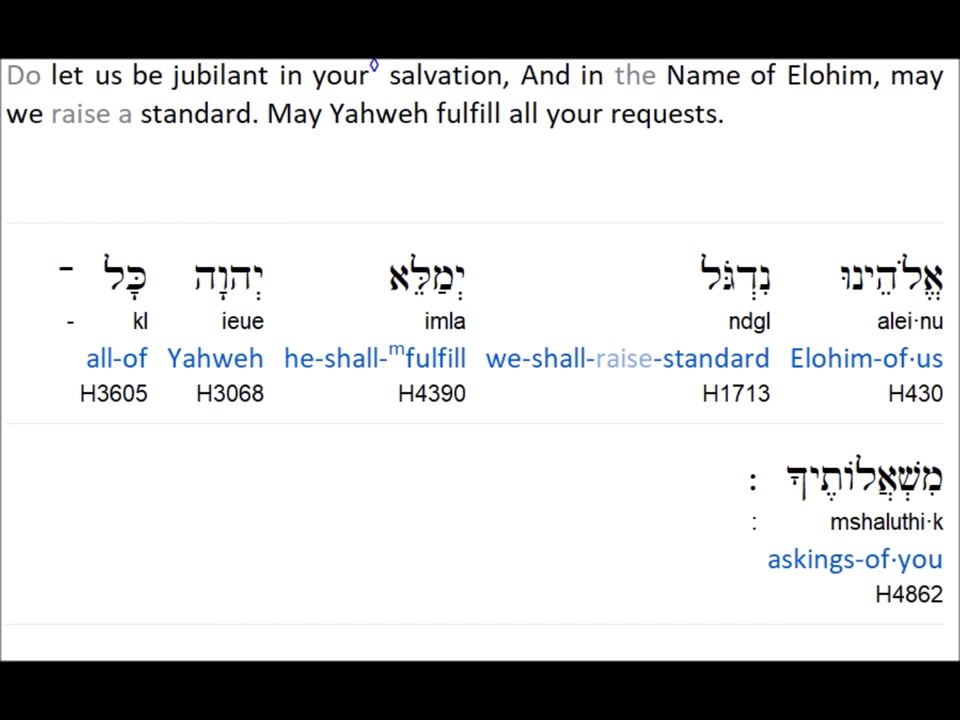 Do let us be jubilant in your◊ salvation, And in the Name of Elohim, may
we raise a standard. May Yahweh fulfill all your requests.
אֱלֹהֵינוּ נִדְגֹּל יְמַלֵּא יְהוָה כָּל ־
- kl ieue imla ndgl alei·nu
all-of Yahweh he-shall-ᵐfulfill we-shall-raise-standard Elohim-of·us
H3605 H3068 H4390 H1713 H430
מִשְׁאֲלוֹתֶיךָ :
: mshaluthi·k
askings-of·you
H4862